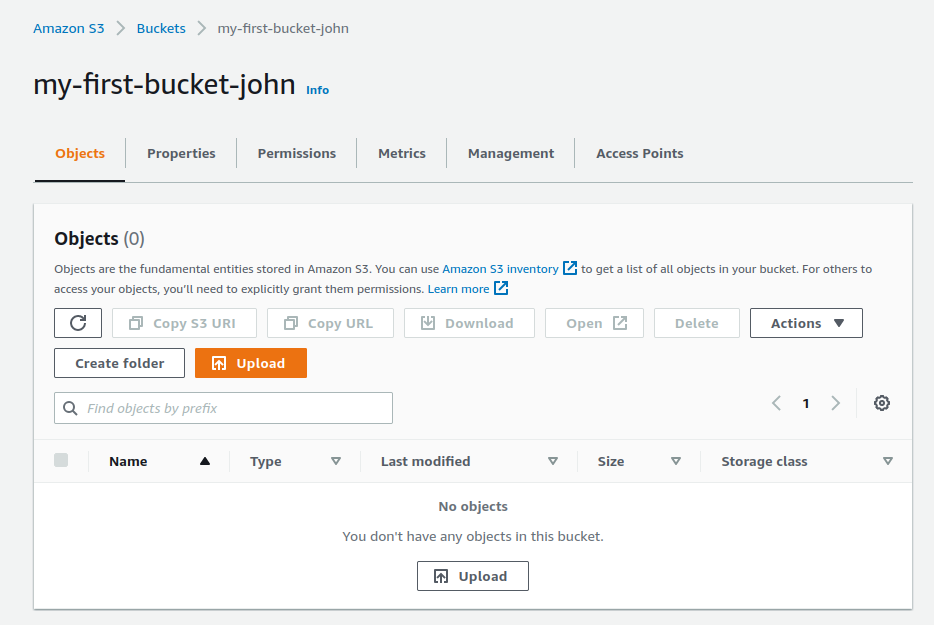 Amazon S3 > Buckets > my-first-bucket-john
my-first-bucket-john Info
Objects Properties Permissions Metrics Management Access Points
Objects (0)
Objects are the fundamental entities stored in Amazon S3. You can use Amazon S3 inventory to get a list of all objects in your bucket. For others to
access your objects, you'll need to explicitly grant them permissions. Learn more
Copy S3 URI Copy URL Download Open Delete Actions
Create folder Upload
Find objects by prefix 1
Name Type Last modified Size Storage class
No objects
You don't have any objects in this bucket.
Upload